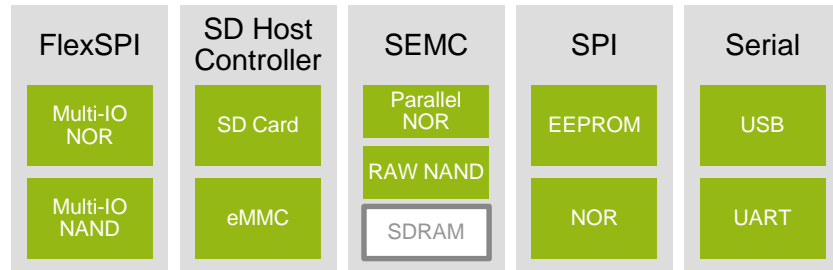 FlexSPI
Multi-IO
NOR
Multi-IO
NAND
SD Host
Controller
SD Card
eMMC
SEMC
Parallel
NOR
RAW NAND
SDRAM
SPI
EEPROM
NOR
Serial
USB
UART